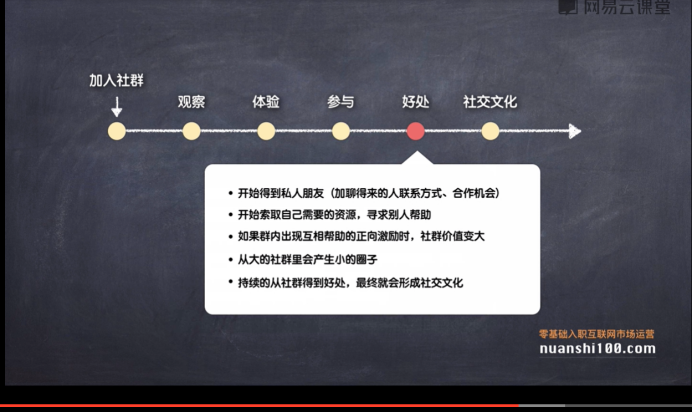 网易云课堂
加入社群
观察
体验
参与
好处
社交文化
• 开始得到私人朋友（加聊得来的人联系方式、合作机会）
• 开始索取自己需要的资源，寻求别人帮助
• 如果群内出现互相帮助的正向激励时，社群价值变大
• 从大的社群里会产生小的圈子
• 持续的从社群得到好处，最终就会形成社交文化
零基础入职互联网市场运营
nuanshi100.com